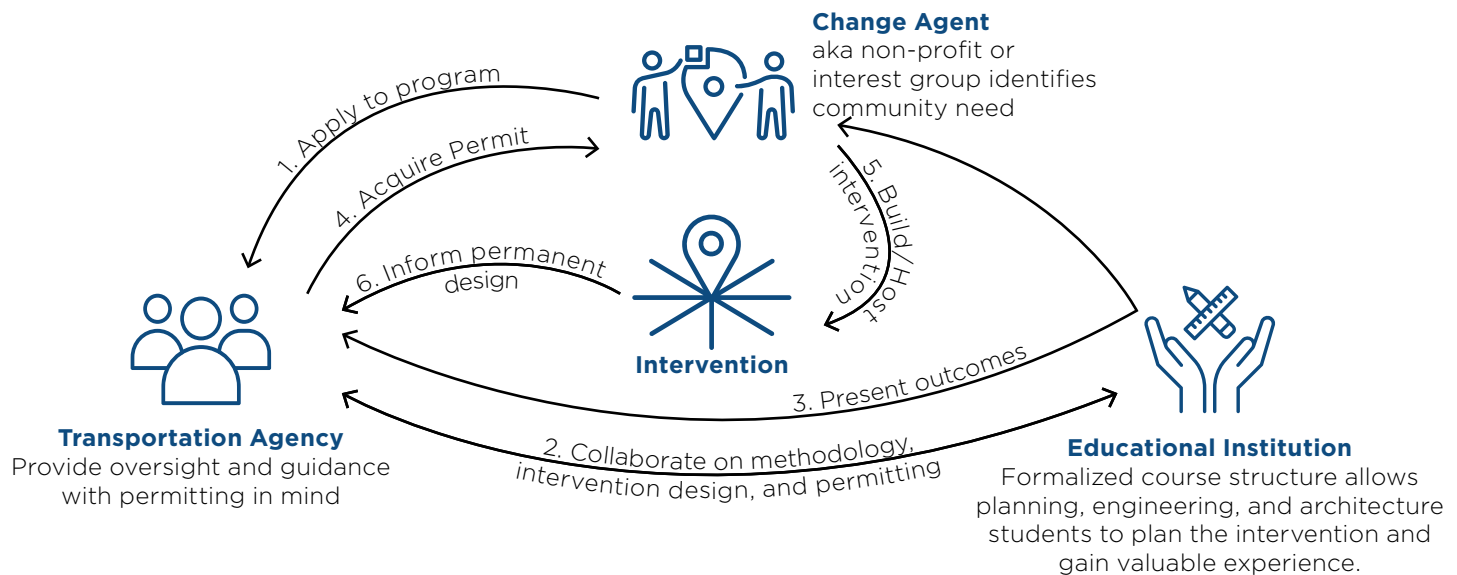 Change Agent
aka non-profit or
interest group identifies
community need
1. Apply to program
4. Acquire Permit
5. Build/Host
intervention
6. Inform permanent
design
Intervention
3. Present outcomes
2. Collaborate on methodology,
intervention design, and permitting
Transportation Agency
Provide oversight and guidance
with permitting in mind
Educational Institution
Formalized course structure allows
planning, engineering, and architecture
students to plan the intervention and
gain valuable experience.